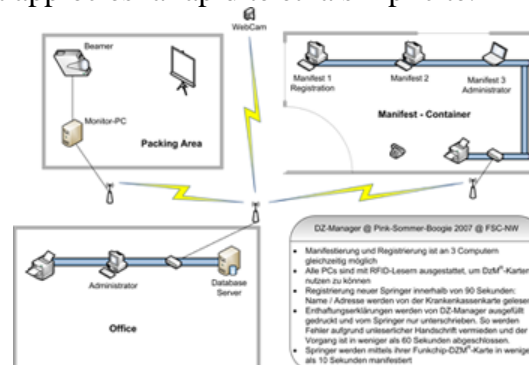 WebCam
Beamer
Monitor-PC
Packing Area
Manifest 1
Registration
Manifest 2
Manifest 3
Administrator
Manifest - Container
Administrator
Database
Server
Office
DZ-Manager @ Pink-Sommer-Boogie 2007 @ FSC-NW
Manifestierung und Registrierung ist an 3 Computern
gleichzeitig möglich
Alle PCs sind mit RFID-Lesern ausgestattet, um DzM®-Karten
nutzen zu können
Registrierung neuer Springer innerhalb von 90 Sekunden:
Name / Adresse werden von der Krankenkassenkarte gelesen
Enthaftungserklärungen werden von DZ-Manager ausgefüllt
gedruckt und vom Springer nur unterschrieben. So werden
Fehler aufgrund unleserlicher Handschrift vermieden und der
Vorgang ist in weniger als 60 Sekunden abgeschlossen.
Springer werden mittels ihrer Funkchip-DZM®-Karte in weniger
als 10 Sekunden manifestiert